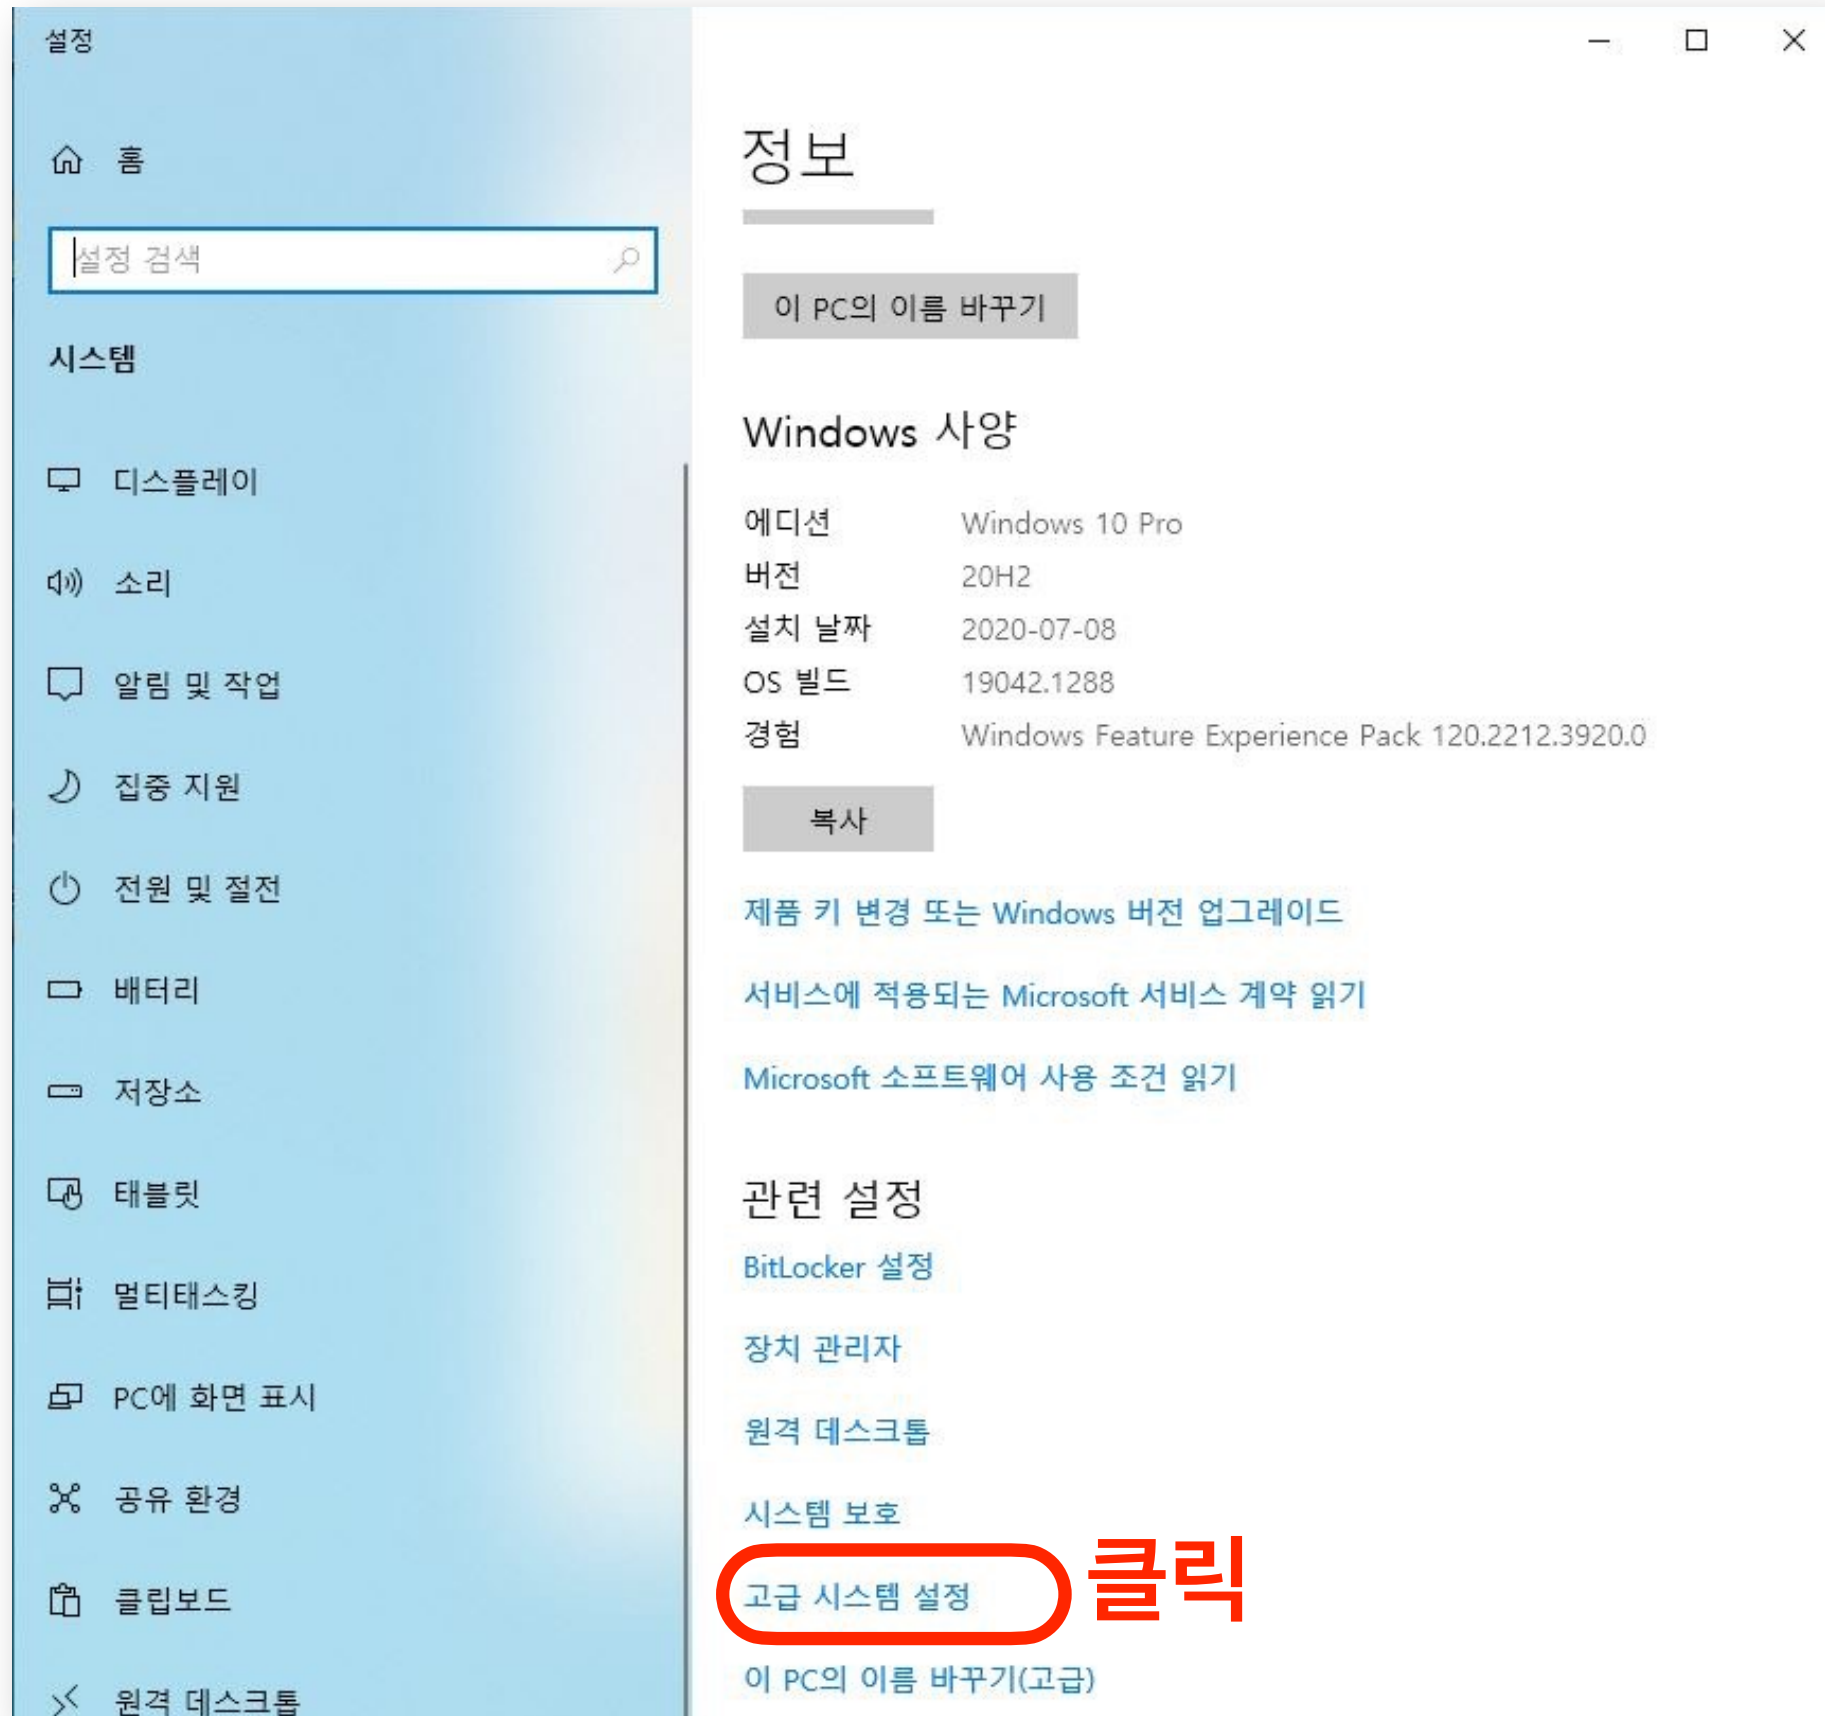 설정
홈
설정 검색
시스템
디스플레이
소리
알림 및 작업
집중 지원
전원 및 절전
배터리
저장소
태블릿
멀티태스킹
PC에 화면 표시
공유 환경
클립보드
원격 데스크톱
정보
이 PC의 이름 바꾸기
Windows 사양
에디션 Windows 10 Pro
버전 20H2
설치 날짜 2020-07-08
OS 빌드 19042.1288
경험 Windows Feature Experience Pack 120.2212.3920.0
복사
제품 키 변경 또는 Windows 버전 업그레이드
서비스에 적용되는 Microsoft 서비스 계약 읽기
Microsoft 소프트웨어 사용 조건 읽기
관련 설정
BitLocker 설정
장치 관리자
원격 데스크톱
시스템 보호
고급 시스템 설정 클릭
이 PC의 이름 바꾸기(고급)